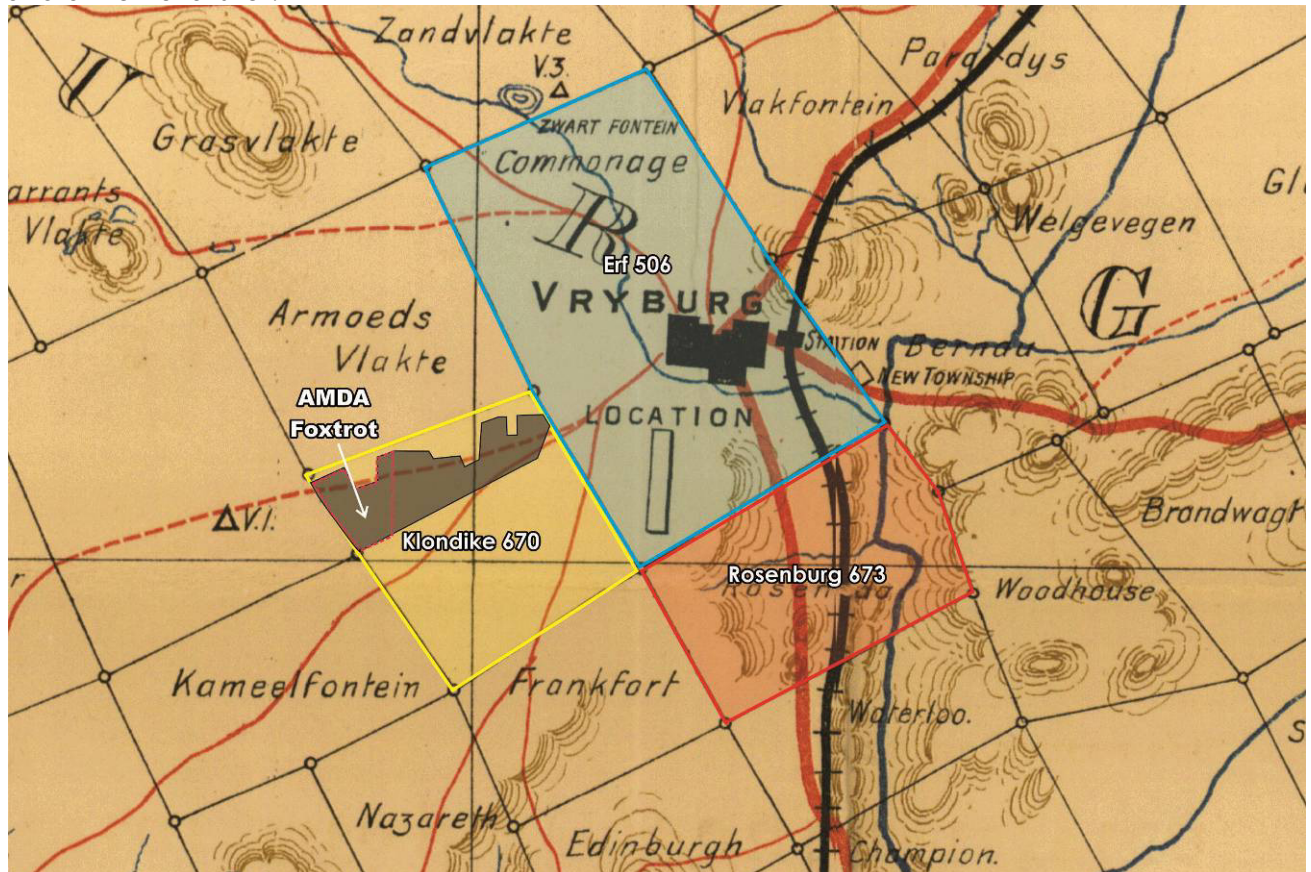 Zandvlakte
V.3.
Paradys
Vlakfontein
U
Grasvlakte
ZWART FONTEIN
Commonage
arrants
Vlakte
Welgevegen
Gl
R
Erf 506
VRYBURG
G
Armoeds
Vlakte
STATION
Bernau
NEW TOWNSHIP
AMDA
Foxtrot
LOCATION
V.1.
Klondike 670
Brandwagt
Rosenburg 673
Woodhouse
r
Kameelfontein
Frankfort
Waterloo.
S
Nazareth
Edinburgh
Champion.